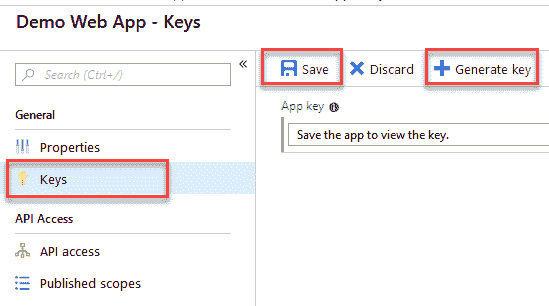 Demo Web App - Keys
«
Search (Ctrl+/)
Save
Discard
Generate key
App key
Save the app to view the key.
General
Properties
Keys
API Access
API access
Published scopes